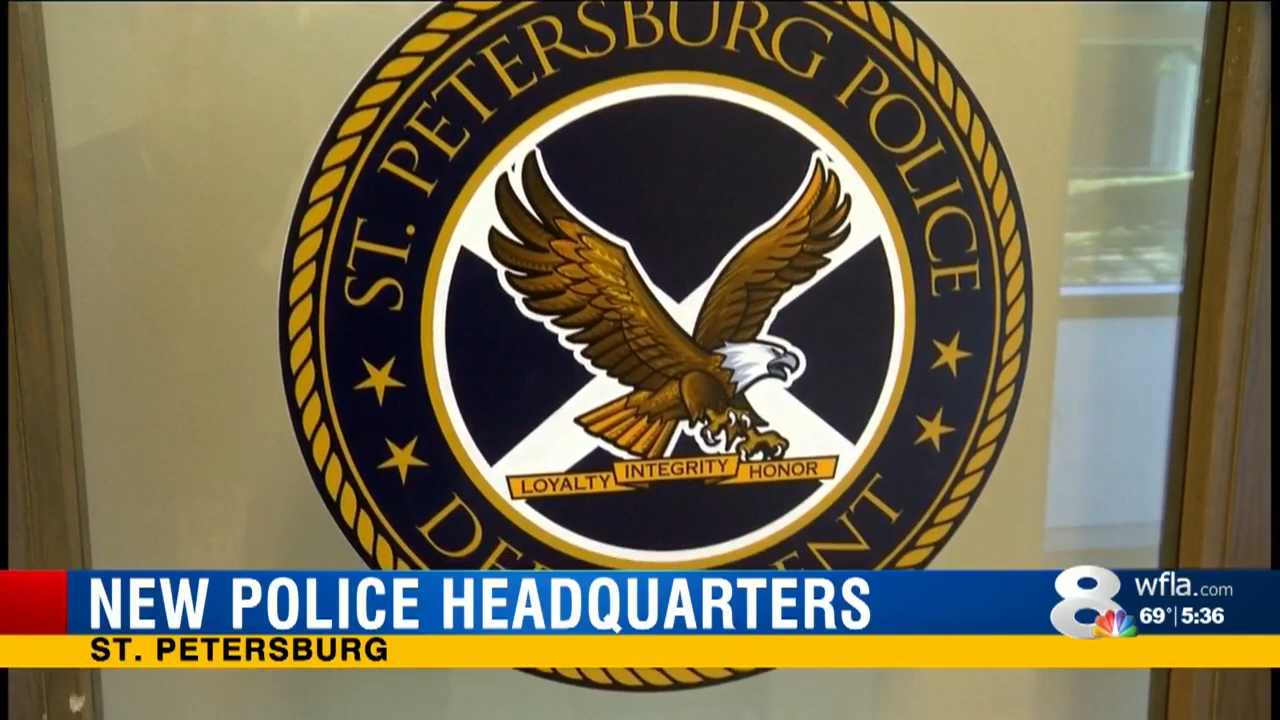 ST. PETERSBURG POLICE
LOYALTY INTEGRITY HONOR
NEW POLICE HEADQUARTERS
ST. PETERSBURG
8
wfla.com
69° 5:36